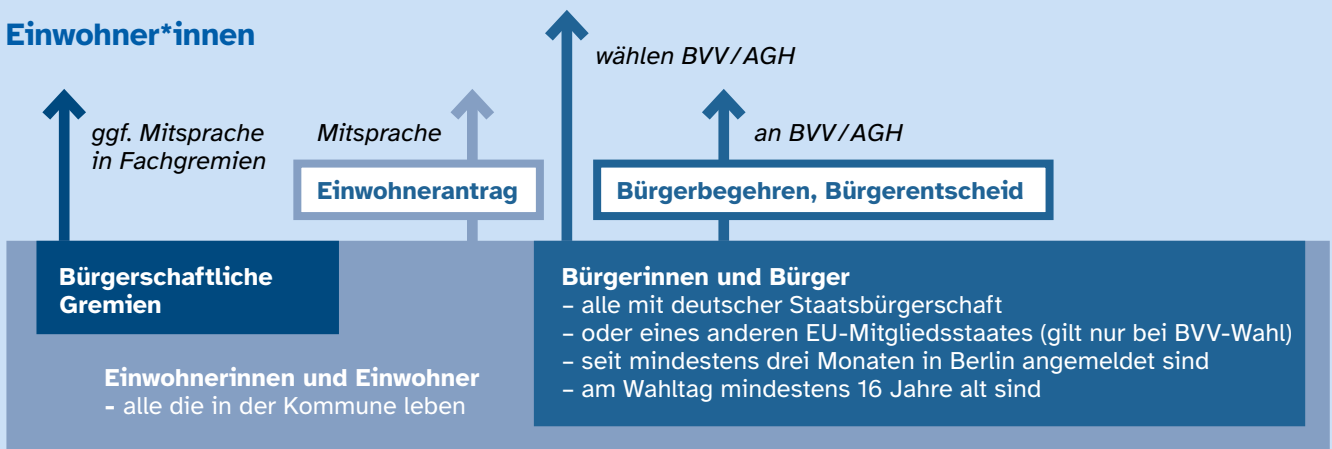 Einwohner*innen
wählen BVV/AGH
ggf. Mitsprache
in Fachgremien
Mitsprache
an BVV/AGH
Einwohnerantrag
Bürgerbegehren, Bürgerentscheid
Bürgerschaftliche
Gremien
Bürgerinnen und Bürger
– alle mit deutscher Staatsbürgerschaft
– oder eines anderen EU-Mitgliedsstaates (gilt nur bei BVV-Wahl)
– seit mindestens drei Monaten in Berlin angemeldet sind
– am Wahltag mindestens 16 Jahre alt sind
Einwohnerinnen und Einwohner
- alle die in der Kommune leben